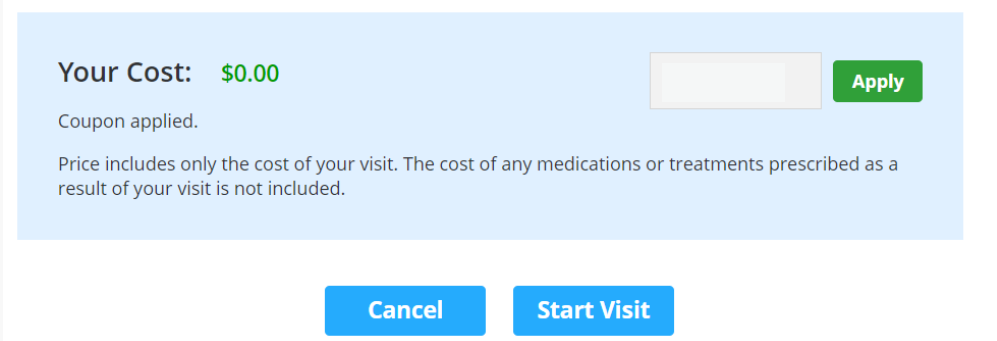 Your Cost: $0.00
Apply
Coupon applied.
Price includes only the cost of your visit. The cost of any medications or treatments prescribed as a
result of your visit is not included.
Cancel
Start Visit